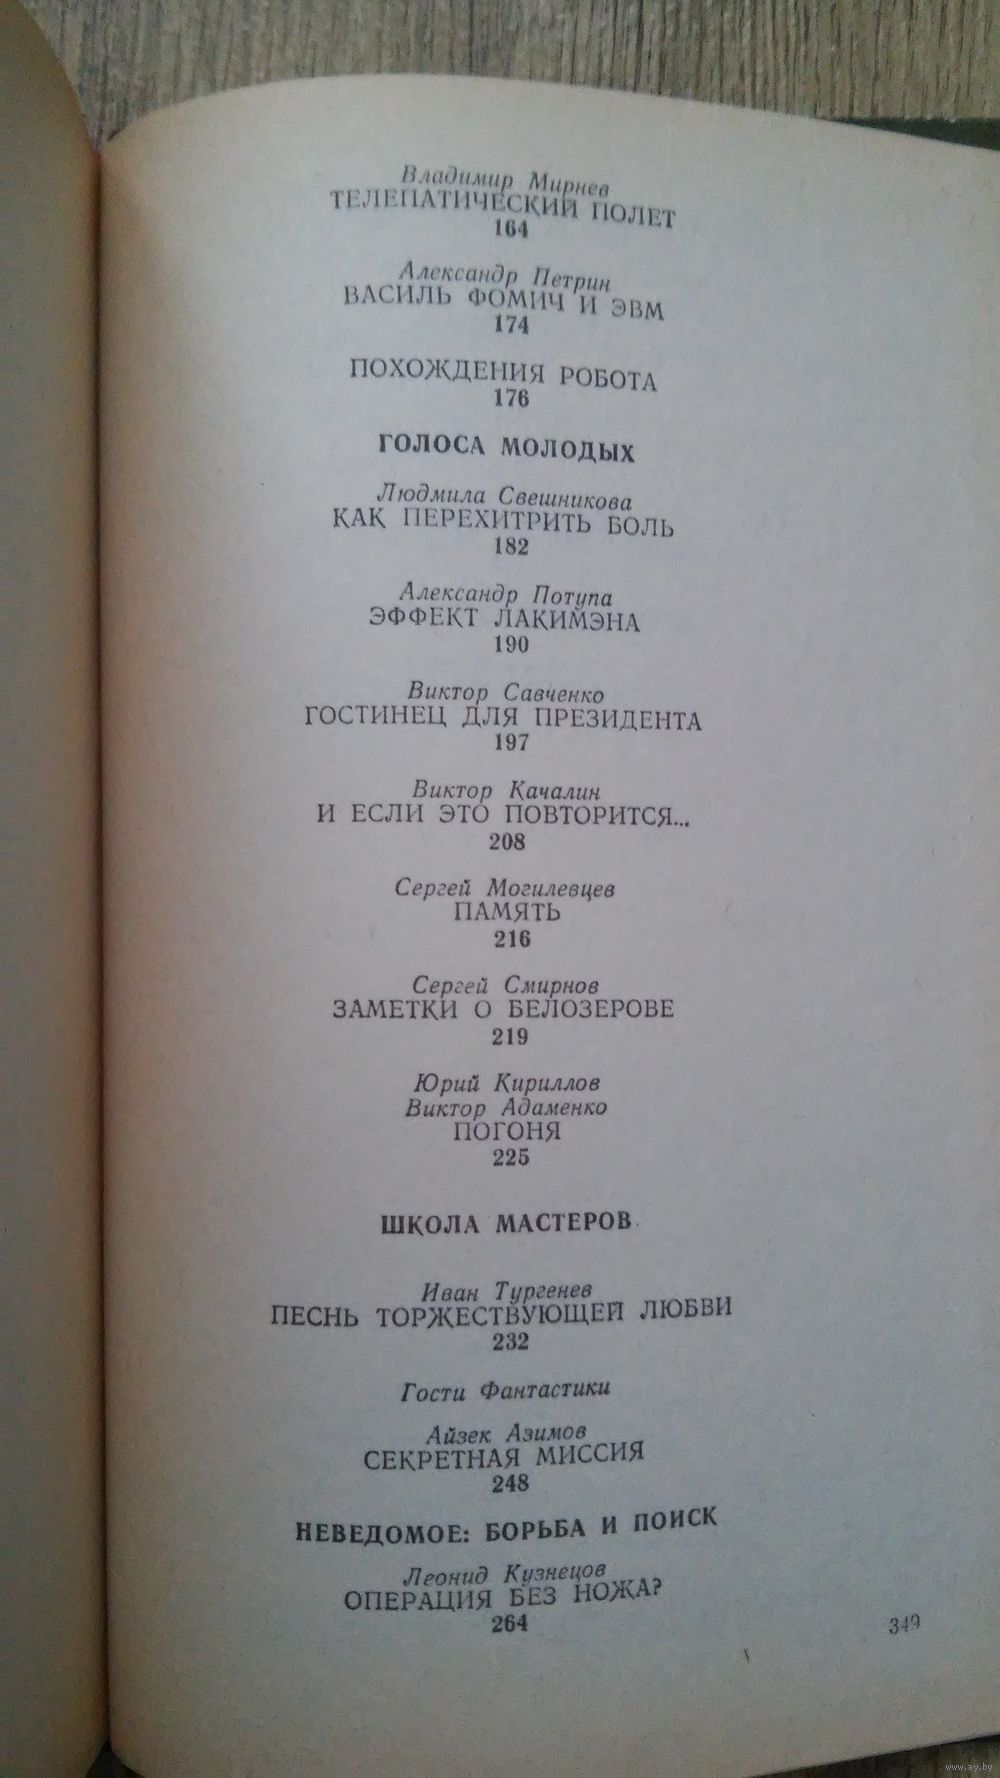 Владимир Мирнев
ТЕЛЕПАТИЧЕСКИЙ ПОЛЕТ
164
Александр Петрин
ВАСИЛЬ ФОМИЧ И ЭВМ
174
ПОХОЖДЕНИЯ РОБОТА
176
ГОЛОСА МОЛОДЫХ
Людмила Свешникова
КАК ПЕРЕХИТРИТЬ БОЛЬ
182
Александр Потупа
ЭФФЕКТ ЛАКИМЭНА
190
Виктор Савченко
ГОСТИНЕЦ ДЛЯ ПРЕЗИДЕНТА
197
Виктор Качалин
И ЕСЛИ ЭТО ПОВТОРИТСЯ...
208
Сергей Могилевцев
ПАМЯТЬ
216
Сергей Смирнов
ЗАМЕТКИ О БЕЛОЗЕРОВЕ
219
Юрий Кириллов
Виктор Адаменко
ПОГОНЯ
225
ШКОЛА МАСТЕРОВ
Иван Тургенев
ПЕСНЬ ТОРЖЕСТВУЮЩЕЙ ЛЮБВИ
232
Гости Фантастики
Айзек Азимов
СЕКРЕТНАЯ МИССИЯ
248
НЕВЕДОМОЕ: БОРЬБА И ПОИСК
Леонид Кузнецов
ОПЕРАЦИЯ БЕЗ НОЖА?
264
349
www.ay.by